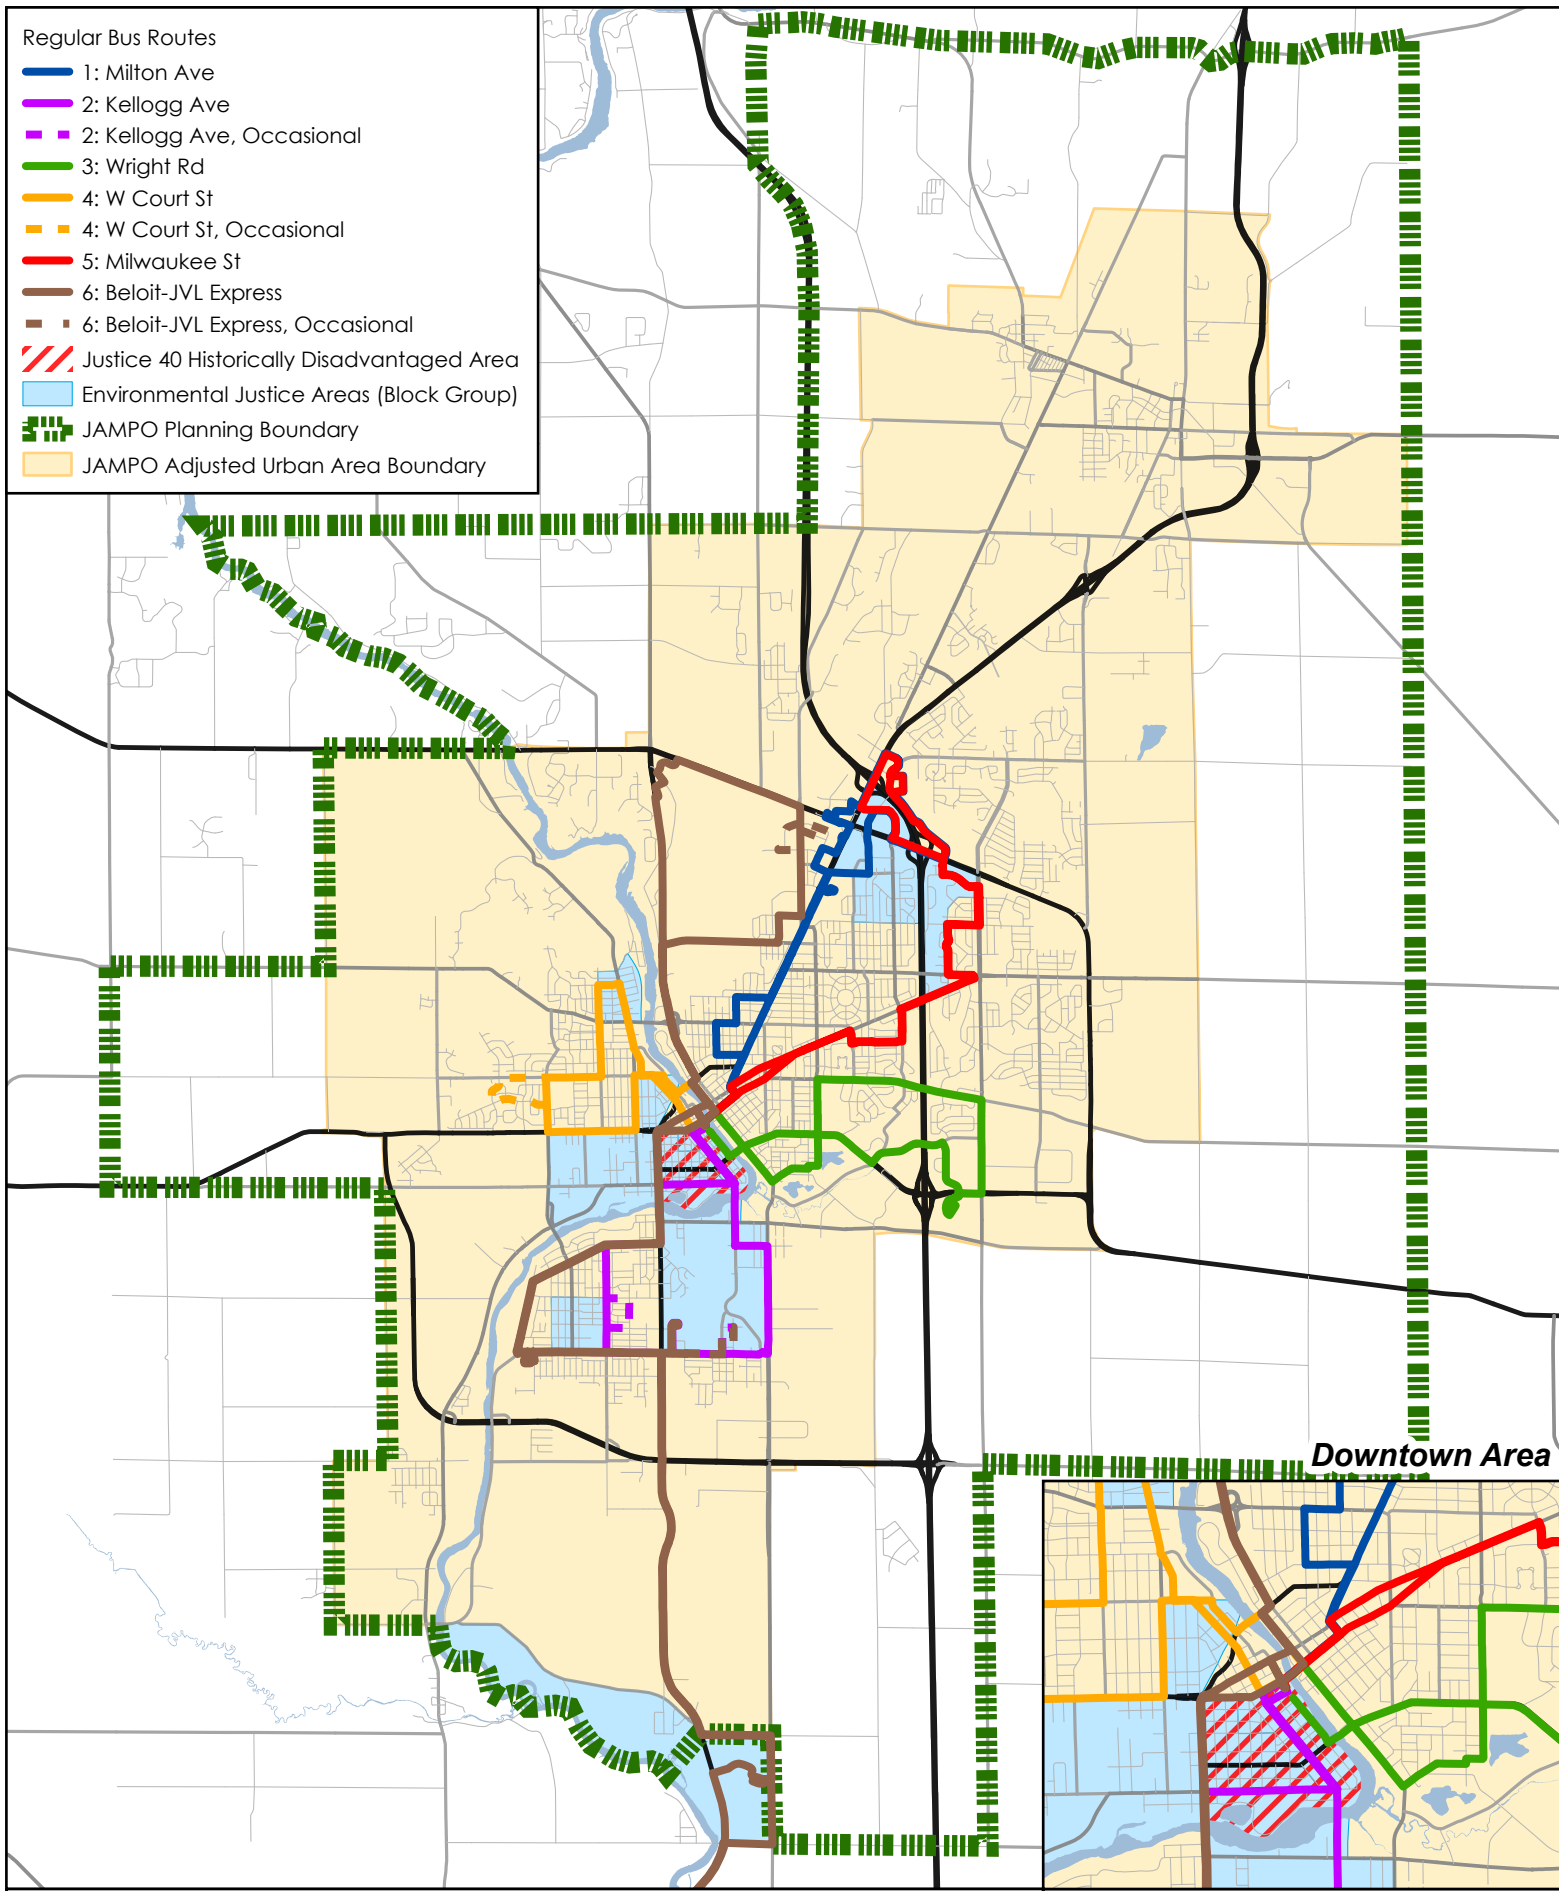 Regular Bus Routes
1: Milton Ave
2: Kellogg Ave
2: Kellogg Ave, Occasional
3: Wright Rd
4: W Court St
4: W Court St, Occasional
5: Milwaukee St
6: Beloit-JVL Express
6: Beloit-JVL Express, Occasional
Justice 40 Historically Disadvantaged Area
Environmental Justice Areas (Block Group)
JAMPO Planning Boundary
JAMPO Adjusted Urban Area Boundary
Downtown Area